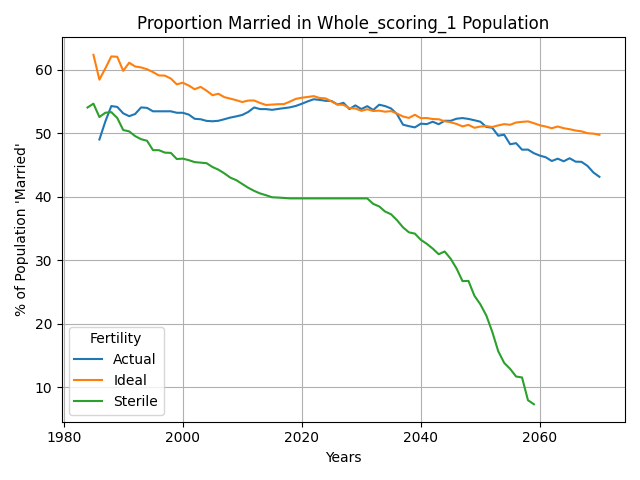 Proportion Married in Whole_scoring_1 Population
% of Population 'Married'
60
50
40
30
20
10
Fertility
Actual
Ideal
Sterile
1980 2000 2020 2040 2060
Years